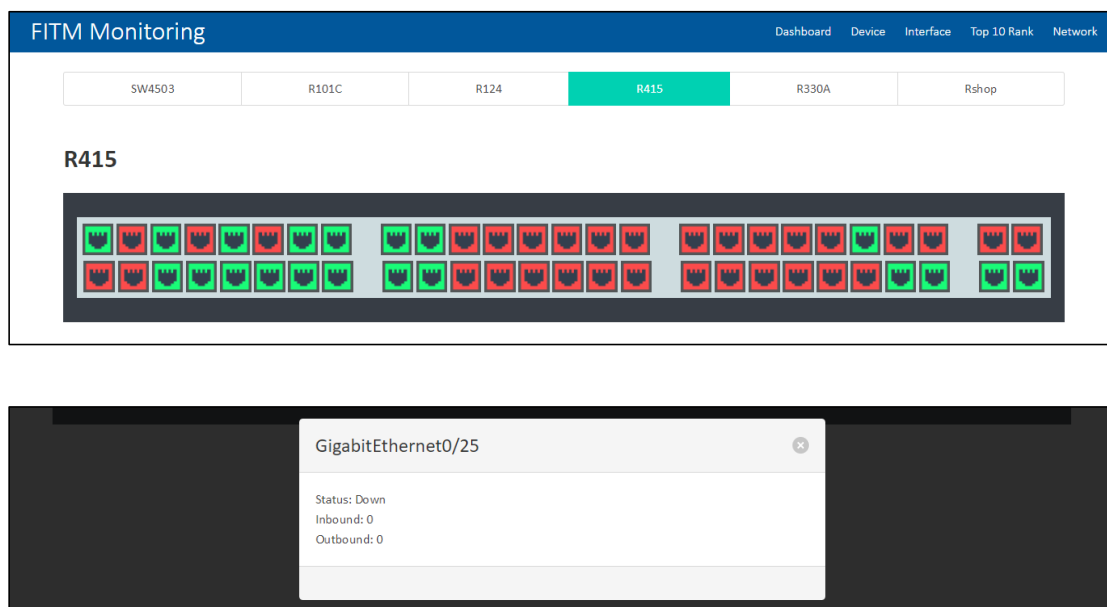 FITM Monitoring
Dashboard Device Interface Top 10 Rank Network
SW4503 R101C R124 R415 R330A Rshop
R415
GigabitEthernet0/25
Status: Down
Inbound: 0
Outbound: 0